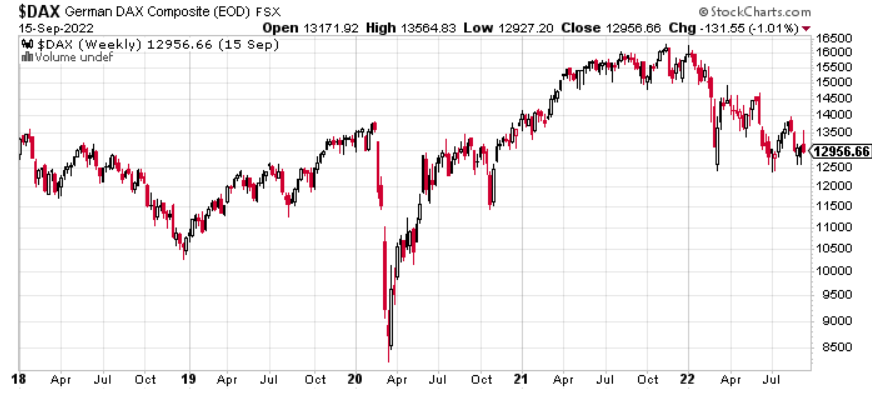 $DAX German DAX Composite (EOD) FSX
© StockCharts.com
15-Sep-2022
Open 13171.92 High 13564.83 Low 12927.20 Close 12956.66 Chg -131.55 (-1.01%)
$DAX (Weekly) 12956.66 (15 Sep)
Volume undef
16500
16000
15500
15000
14500
14000
13500
12956.66
12500
12000
11500
11000
10500
10000
9500
9000
8500
18 Apr Jul Oct 19 Apr Jul Oct 20 Apr Jul Oct 21 Apr Jul Oct 22 Apr Jul